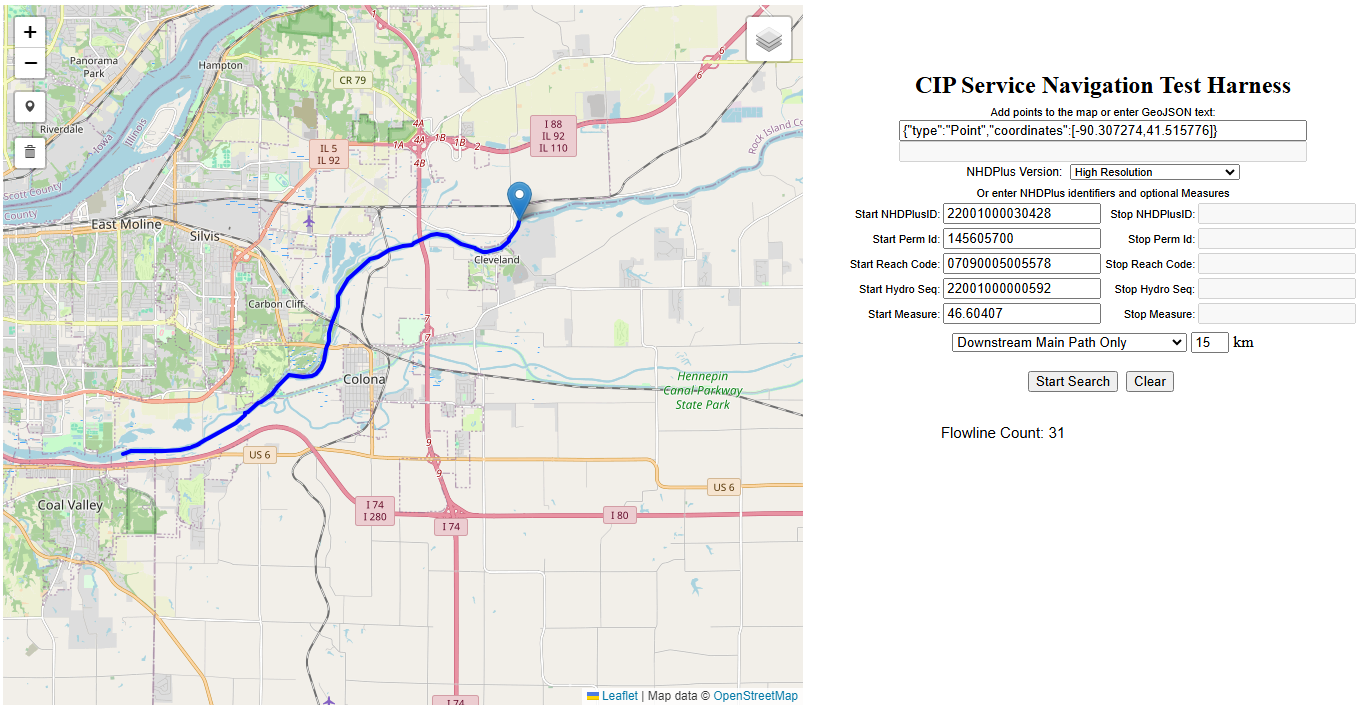 +
−
Panorama
Park
Hampton
CR 79
6
6
Riverdale
Iowa
Illinois
4A
1A
4A
1B
1B
2
4B
I 88
IL 92
IL 110
IL 5
IL 92
Rock Island Co
Scott County
County
East Moline
Silvis
Cleveland
Carbon Cliff
7
7
Colona
Hennepin
Canal Parkway
State Park
9
9
US 6
US 6
Coal Valley
I 74
I 280
I 74
I 80
I 74
Leaflet | Map data © OpenStreetMap
CIP Service Navigation Test Harness
Add points to the map or enter GeoJSON text:
{"type":"Point","coordinates":[-90.307274,41.515776]}
NHDPlus Version: High Resolution
Or enter NHDPlus identifiers and optional Measures
Start NHDPlusID: 22001000030428 Stop NHDPlusID:
Start Perm Id: 145605700 Stop Perm Id:
Start Reach Code: 07090005005578 Stop Reach Code:
Start Hydro Seq: 22001000000592 Stop Hydro Seq:
Start Measure: 46.60407 Stop Measure:
Downstream Main Path Only 15 km
Start Search Clear
Flowline Count: 31